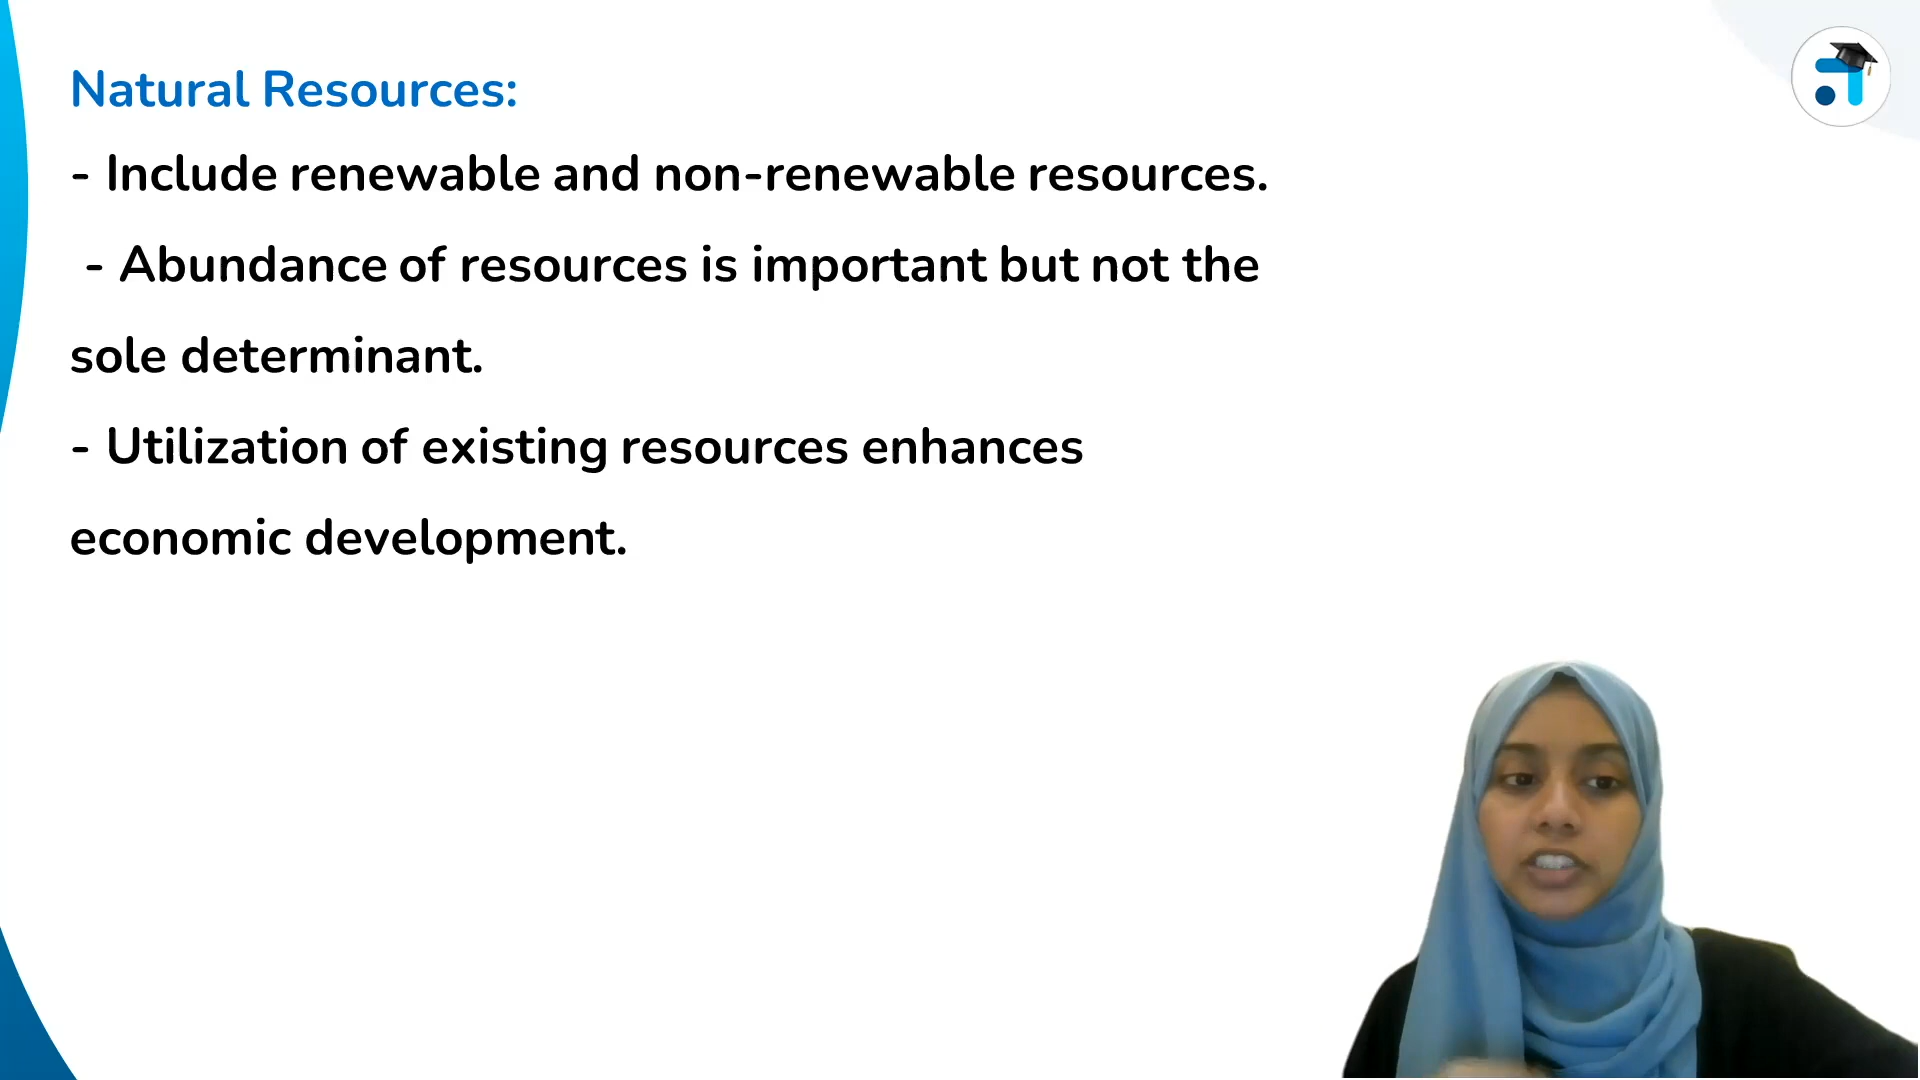 Natural Resources:
- Include renewable and non-renewable resources.
- Abundance of resources is important but not the
sole determinant.
- Utilization of existing resources enhances
economic development.